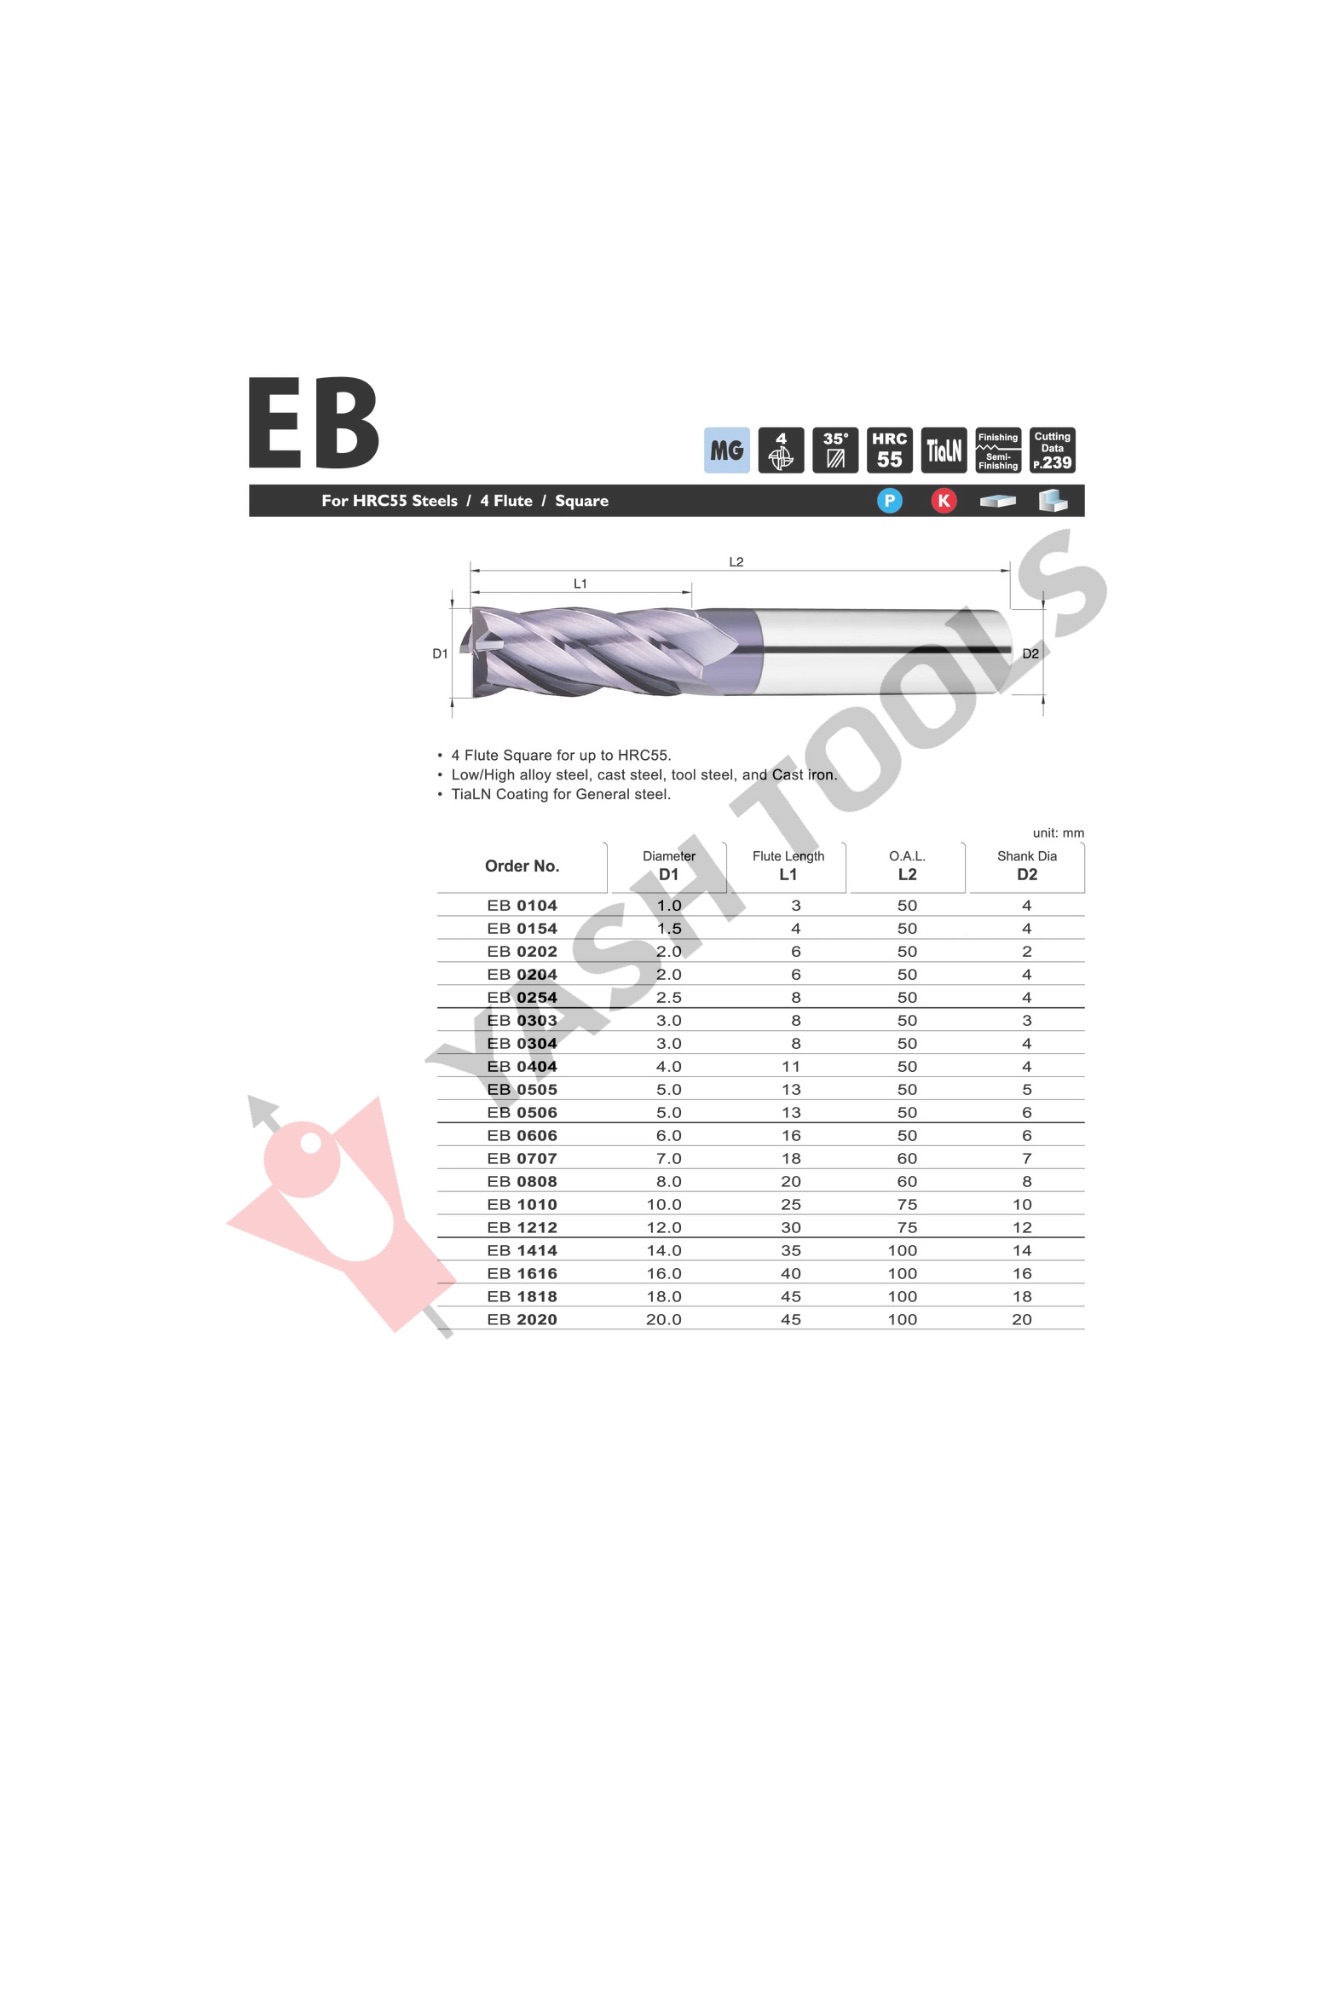 EB
MG
4
35°
HRC
55
TiaLN
Finishing
Semi-
Finishing
Cutting
Data
P.239
For HRC55 Steels / 4 Flute / Square
P
K
L2
L1
D1
D2
• 4 Flute Square for up to HRC55.
• Low/High alloy steel, cast steel, tool steel, and Cast iron.
• TiaLN Coating for General steel.
YASH TOOLS
unit: mm
Order No. Diameter D1 Flute Length L1 O.A.L. L2 Shank Dia D2
EB 0104 1.0 3 50 4
EB 0154 1.5 4 50 4
EB 0202 2.0 6 50 2
EB 0204 2.0 6 50 4
EB 0254 2.5 8 50 4
EB 0303 3.0 8 50 3
EB 0304 3.0 8 50 4
EB 0404 4.0 11 50 4
EB 0505 5.0 13 50 5
EB 0506 5.0 13 50 6
EB 0606 6.0 16 50 6
EB 0707 7.0 18 60 7
EB 0808 8.0 20 60 8
EB 1010 10.0 25 75 10
EB 1212 12.0 30 75 12
EB 1414 14.0 35 100 14
EB 1616 16.0 40 100 16
EB 1818 18.0 45 100 18
EB 2020 20.0 45 100 20